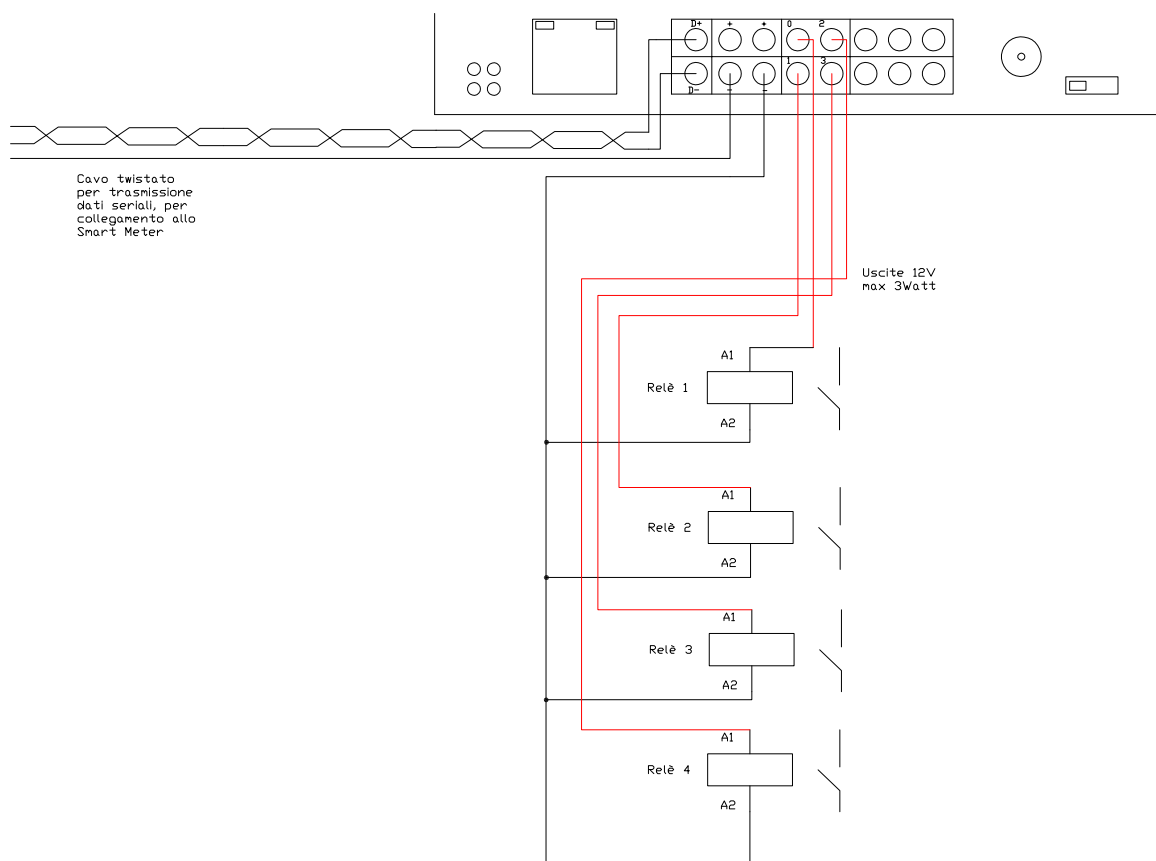 D+ + + 0 2
1 3
D- - -
Cavo twistato
per trasmissione
dati seriali, per
collegamento allo
Smart Meter
Uscite 12V
max 3Watt
A1
Relè 1
A2
A1
Relè 2
A2
A1
Relè 3
A2
A1
Relè 4
A2